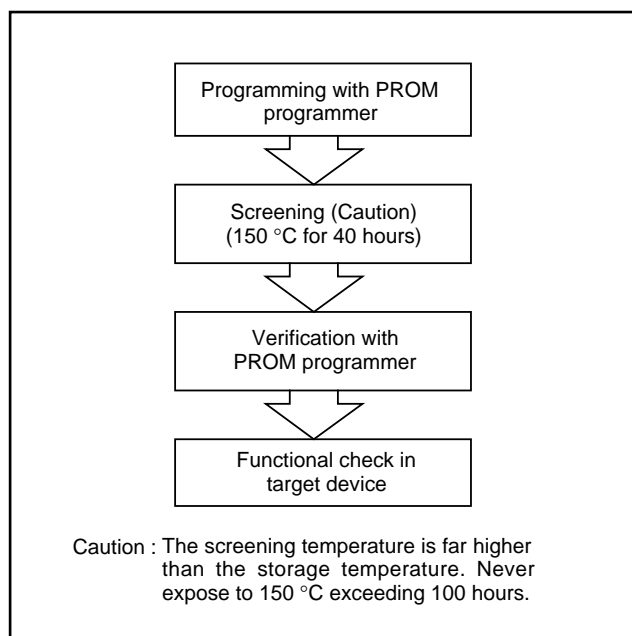 Programming with PROM
programmer
Screening (Caution)
(150 °C for 40 hours)
Verification with
PROM programmer
Functional check in
target device
Caution : The screening temperature is far higher
than the storage temperature. Never
expose to 150 °C exceeding 100 hours.